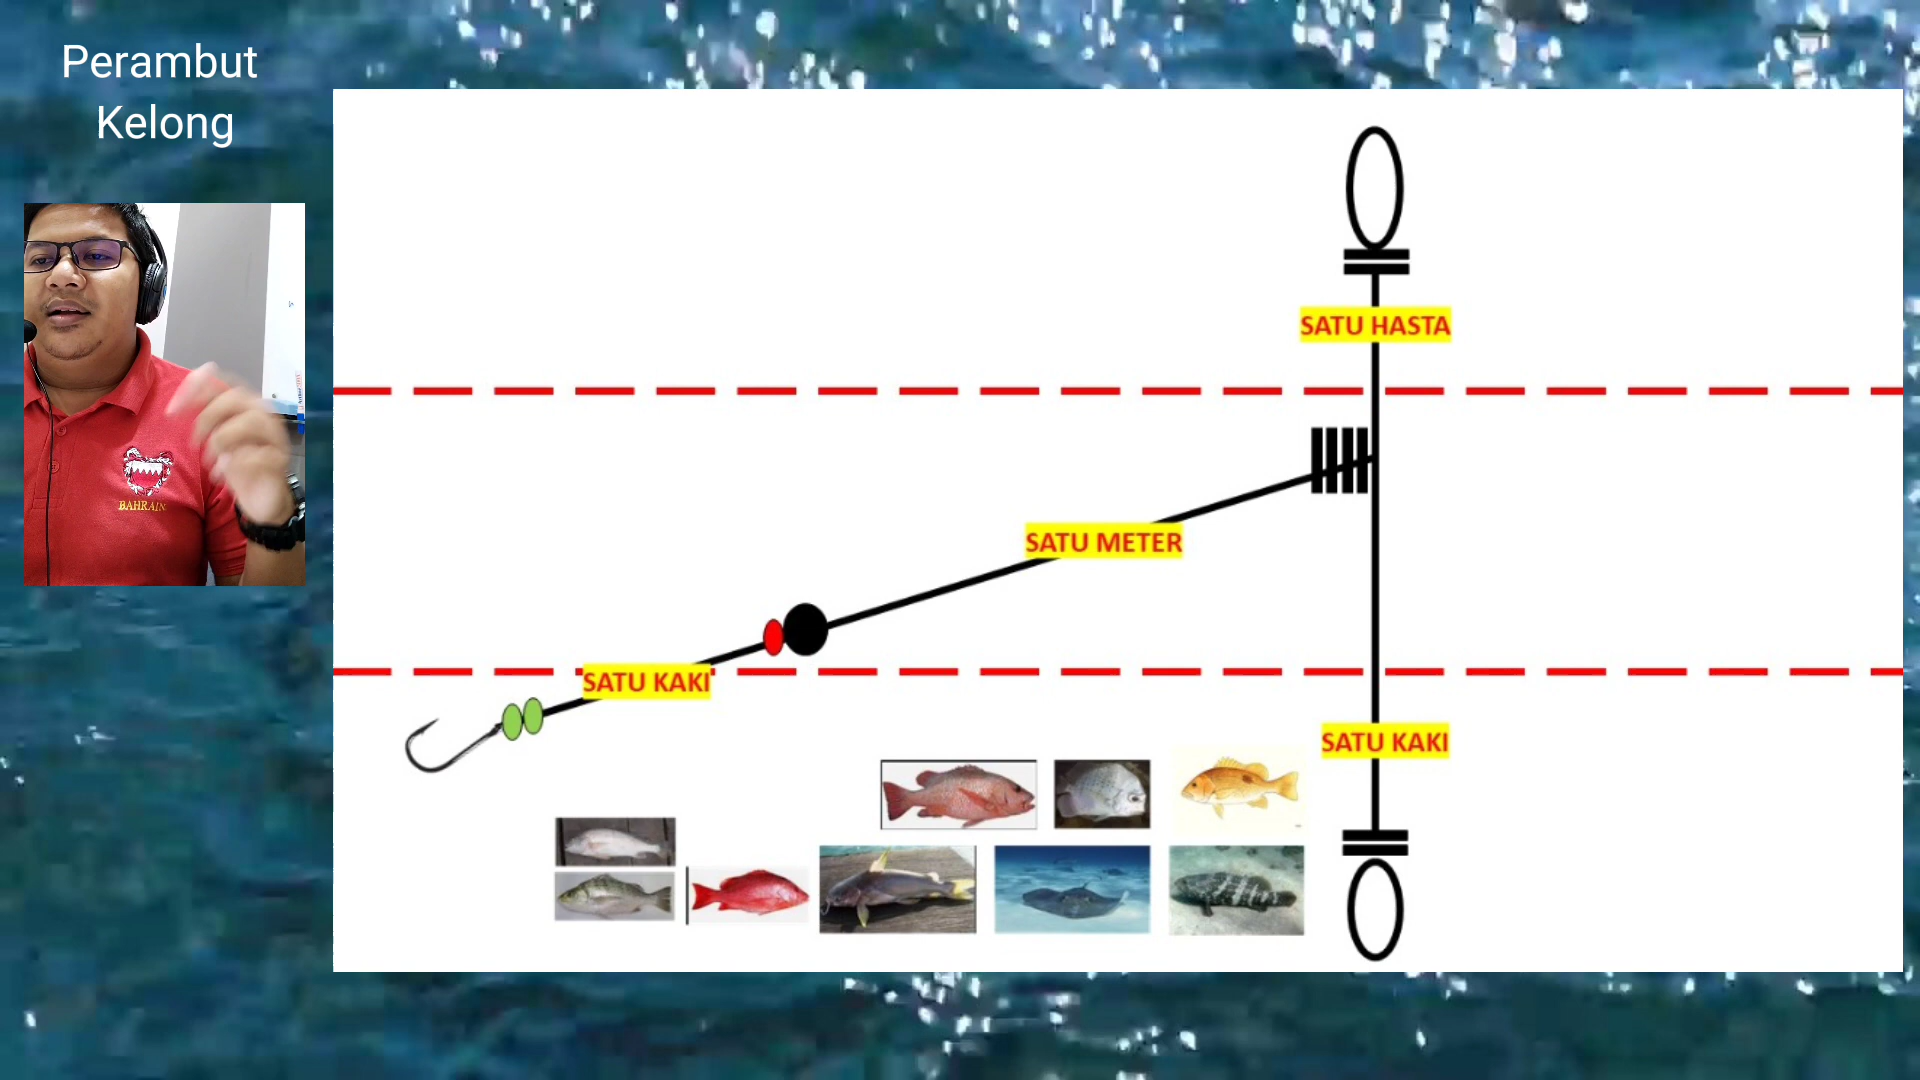 Perambut
Kelong
SATU HASTA
SATU METER
SATU KAKI
SATU KAKI
BAHRAIN